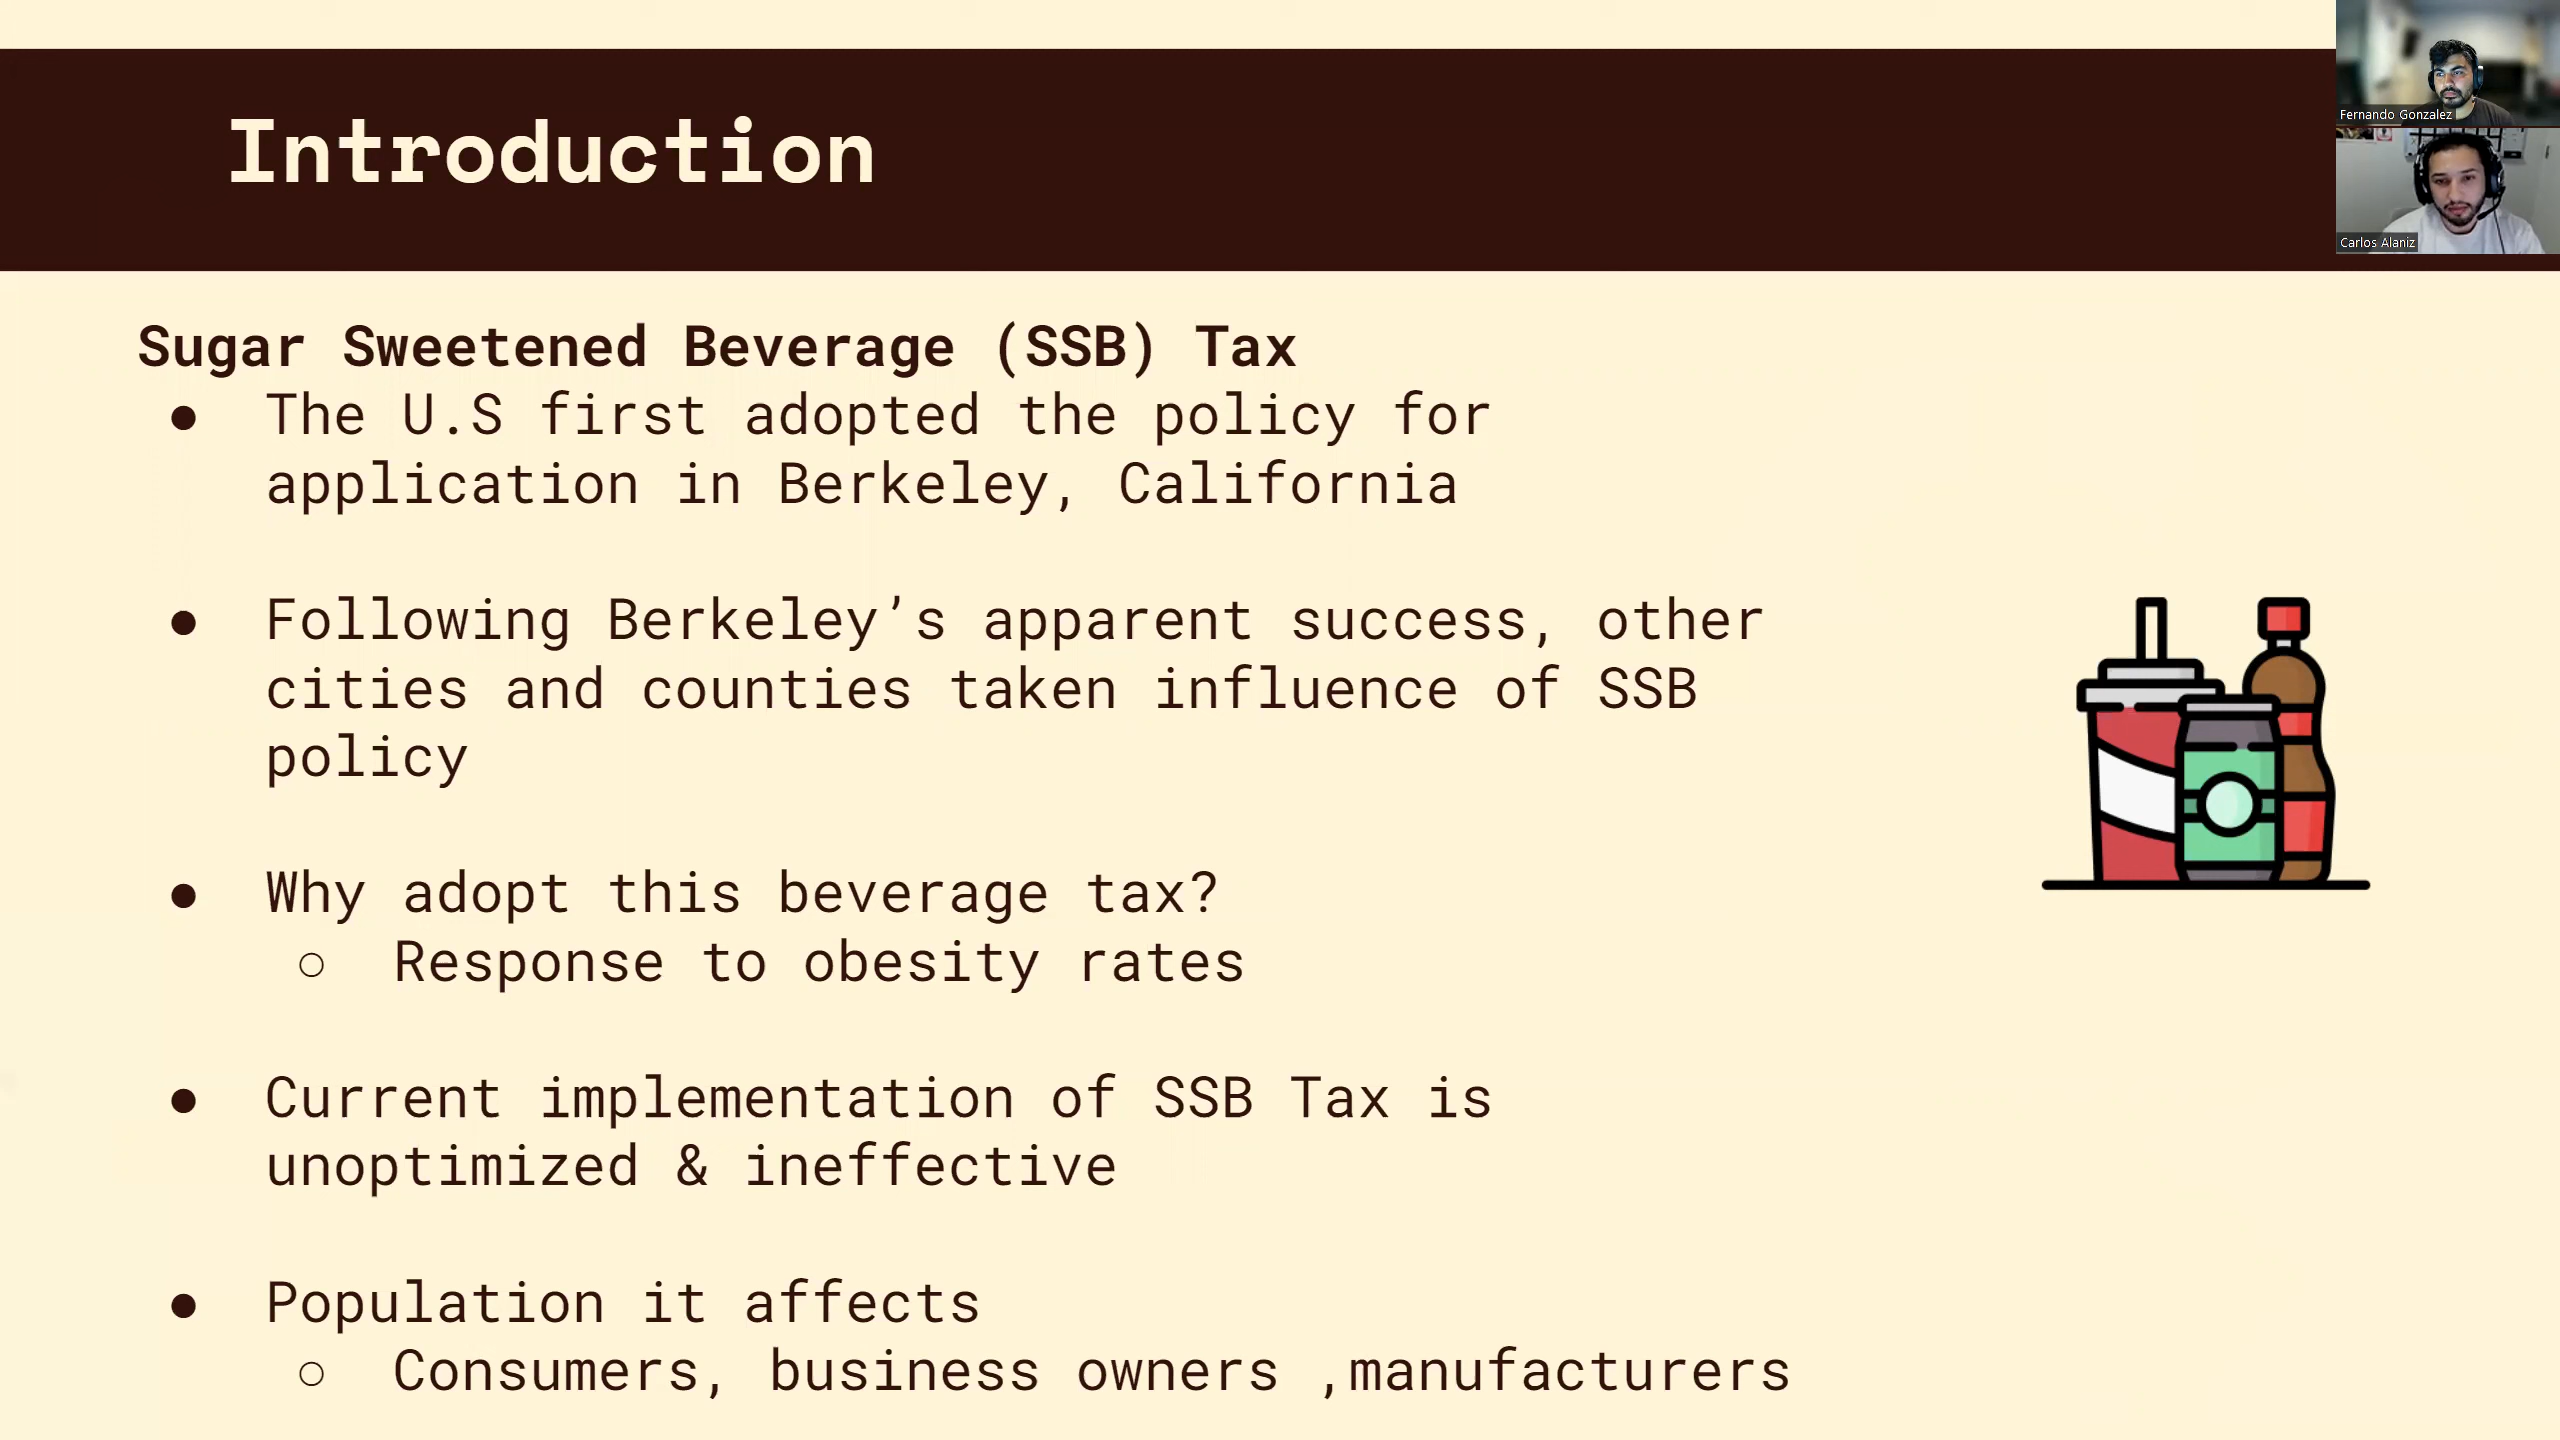 Introduction
Fernando Gonzalez
Carlos Alaniz
Sugar Sweetened Beverage (SSB) Tax
● The U.S first adopted the policy for
application in Berkeley, California
● Following Berkeley’s apparent success, other
cities and counties taken influence of SSB
policy
● Why adopt this beverage tax?
○ Response to obesity rates
● Current implementation of SSB Tax is
unoptimized & ineffective
● Population it affects
○ Consumers, business owners ,manufacturers